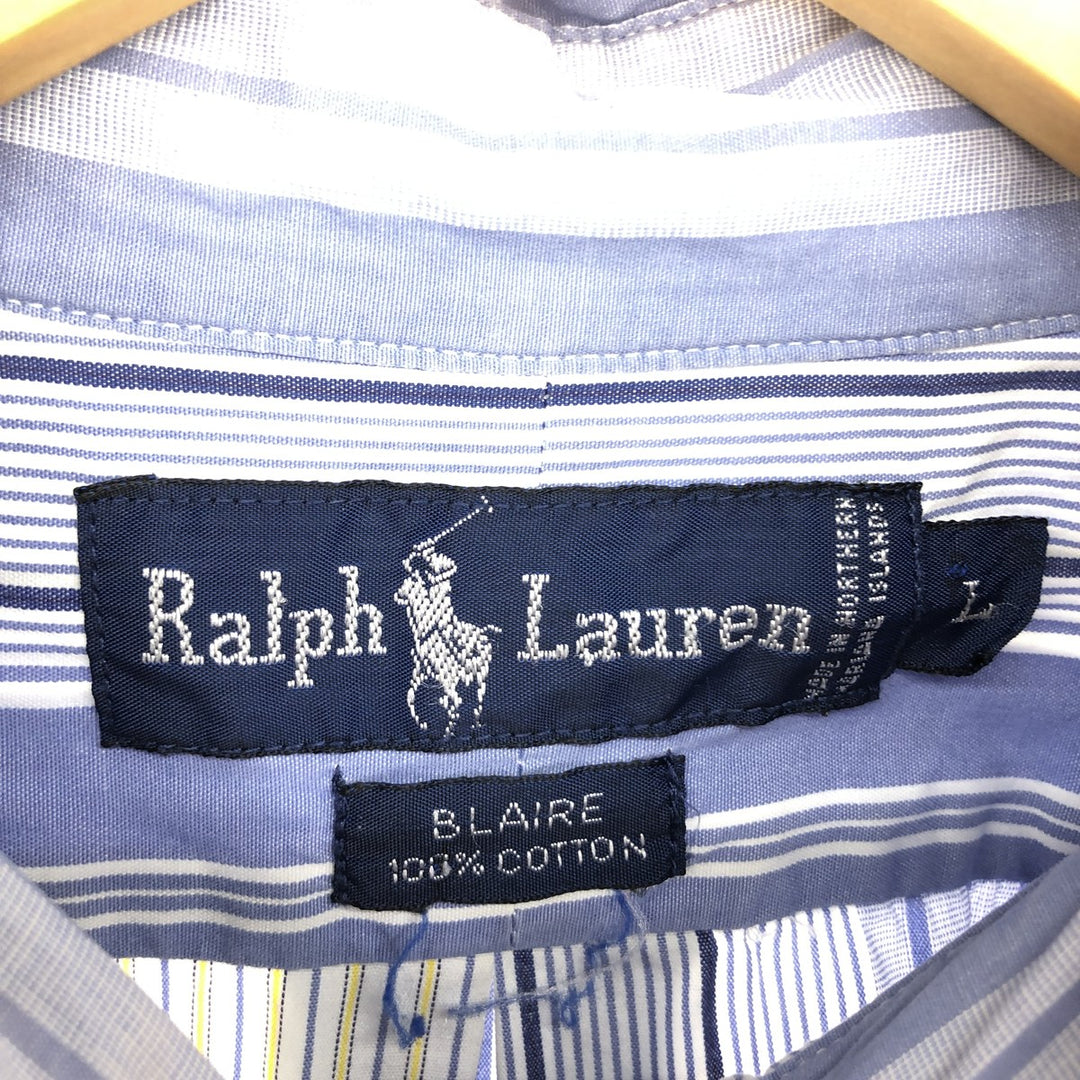 Ralph Lauren
MADE IN NORTHERN
MARIANA ISLANDS
L
BLAIRE
100% COTTON